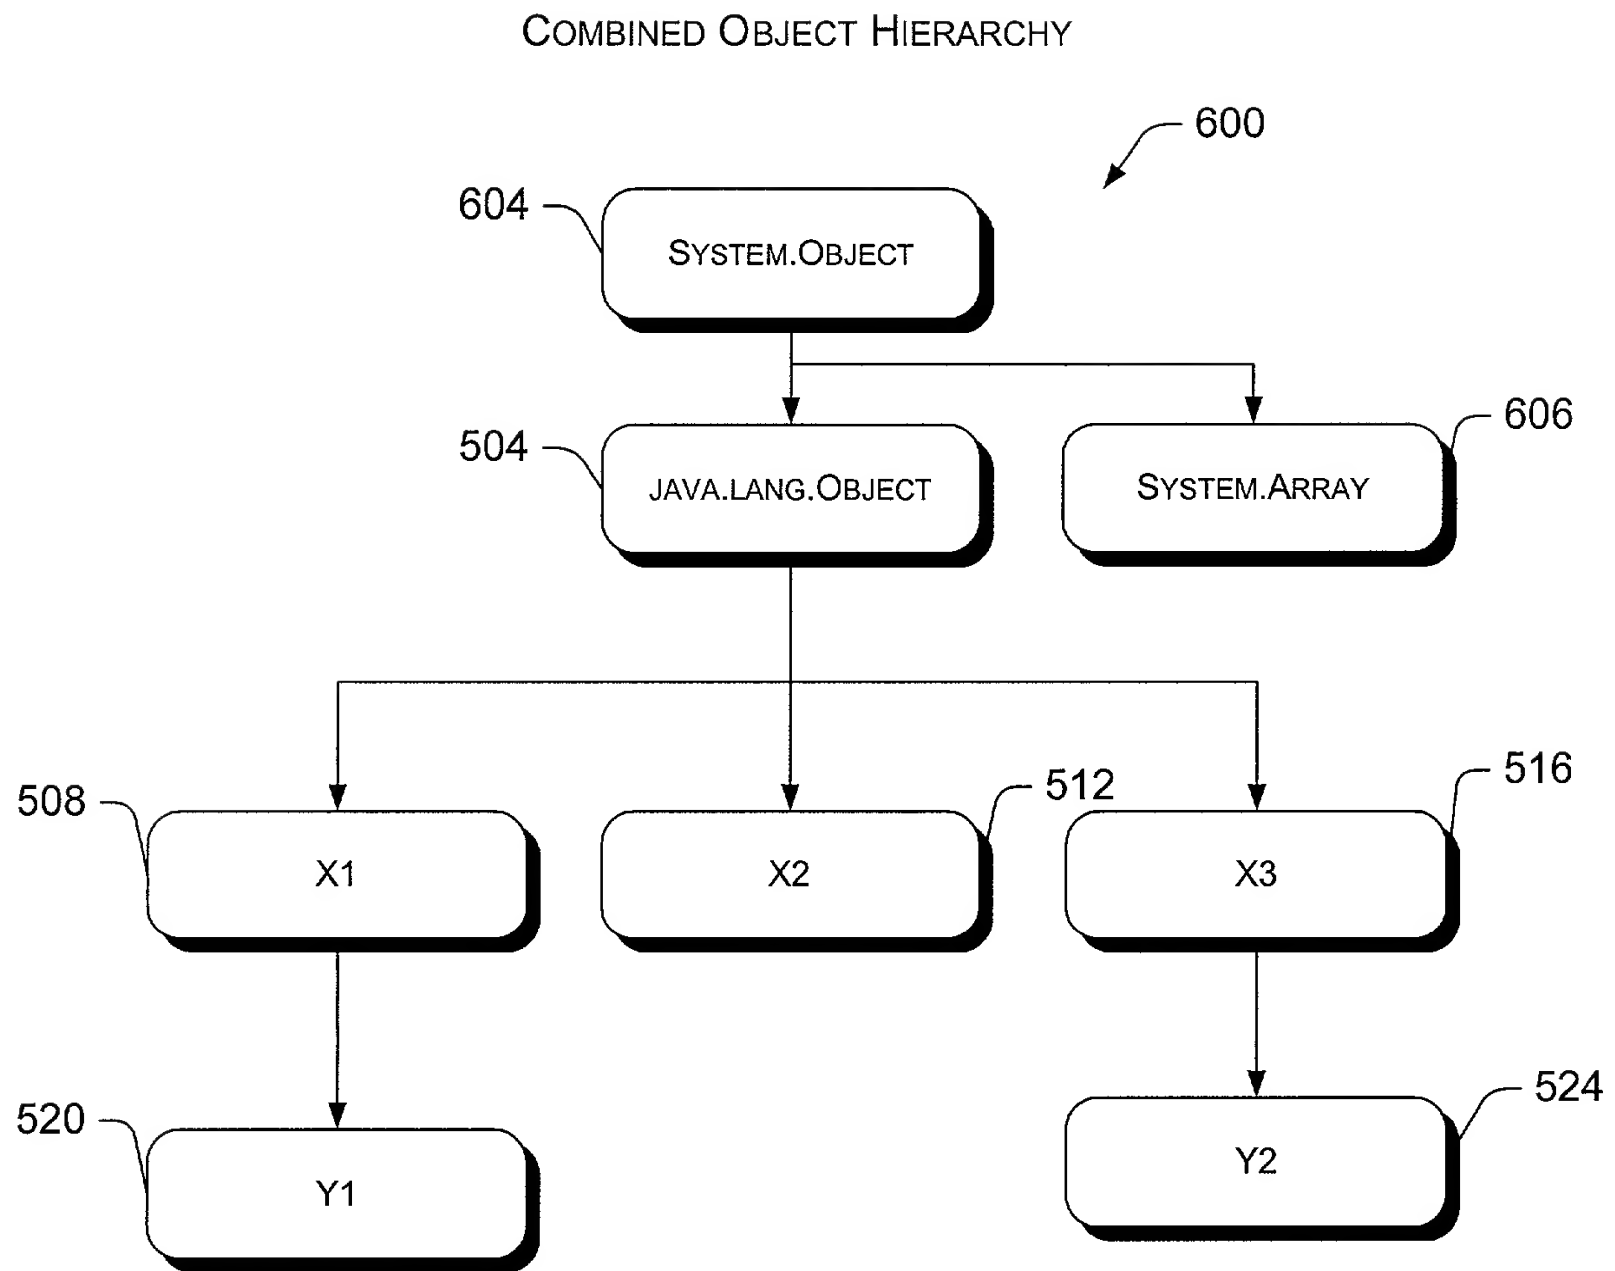 COMBINED OBJECT HIERARCHY
600
604
SYSTEM.OBJECT
504
JAVA.LANG.OBJECT
606
SYSTEM.ARRAY
508
X1
512
X2
516
X3
520
Y1
524
Y2